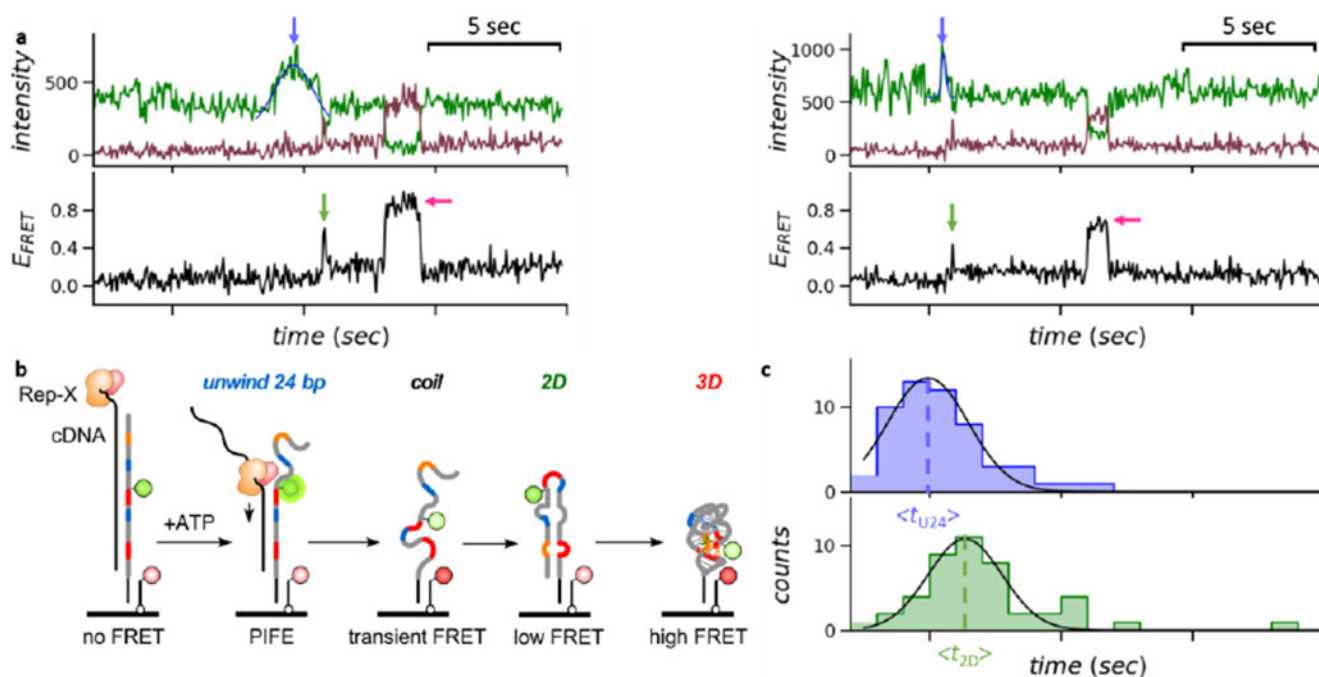 a
5 sec
intensity
500
0
E_FRET
0.8
0.4
0.0
time (sec)
5 sec
intensity
1000
500
0
E_FRET
0.8
0.4
0.0
time (sec)
b
unwind 24 bp
coil
2D
3D
Rep-X
cDNA
+ATP
no FRET
PIFE
transient FRET
low FRET
high FRET
c
10
0
<t_U24>
counts
10
0
<t_2D>
time (sec)